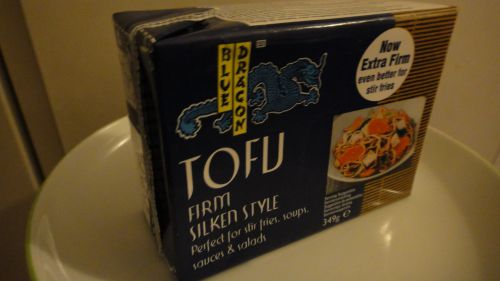 BLUE
DRAGON
Now
Extra Firm
even better for
stir fries
TOFU
FIRM
SILKEN STYLE
Perfect for stir fries, soups,
sauces & salads
349g e